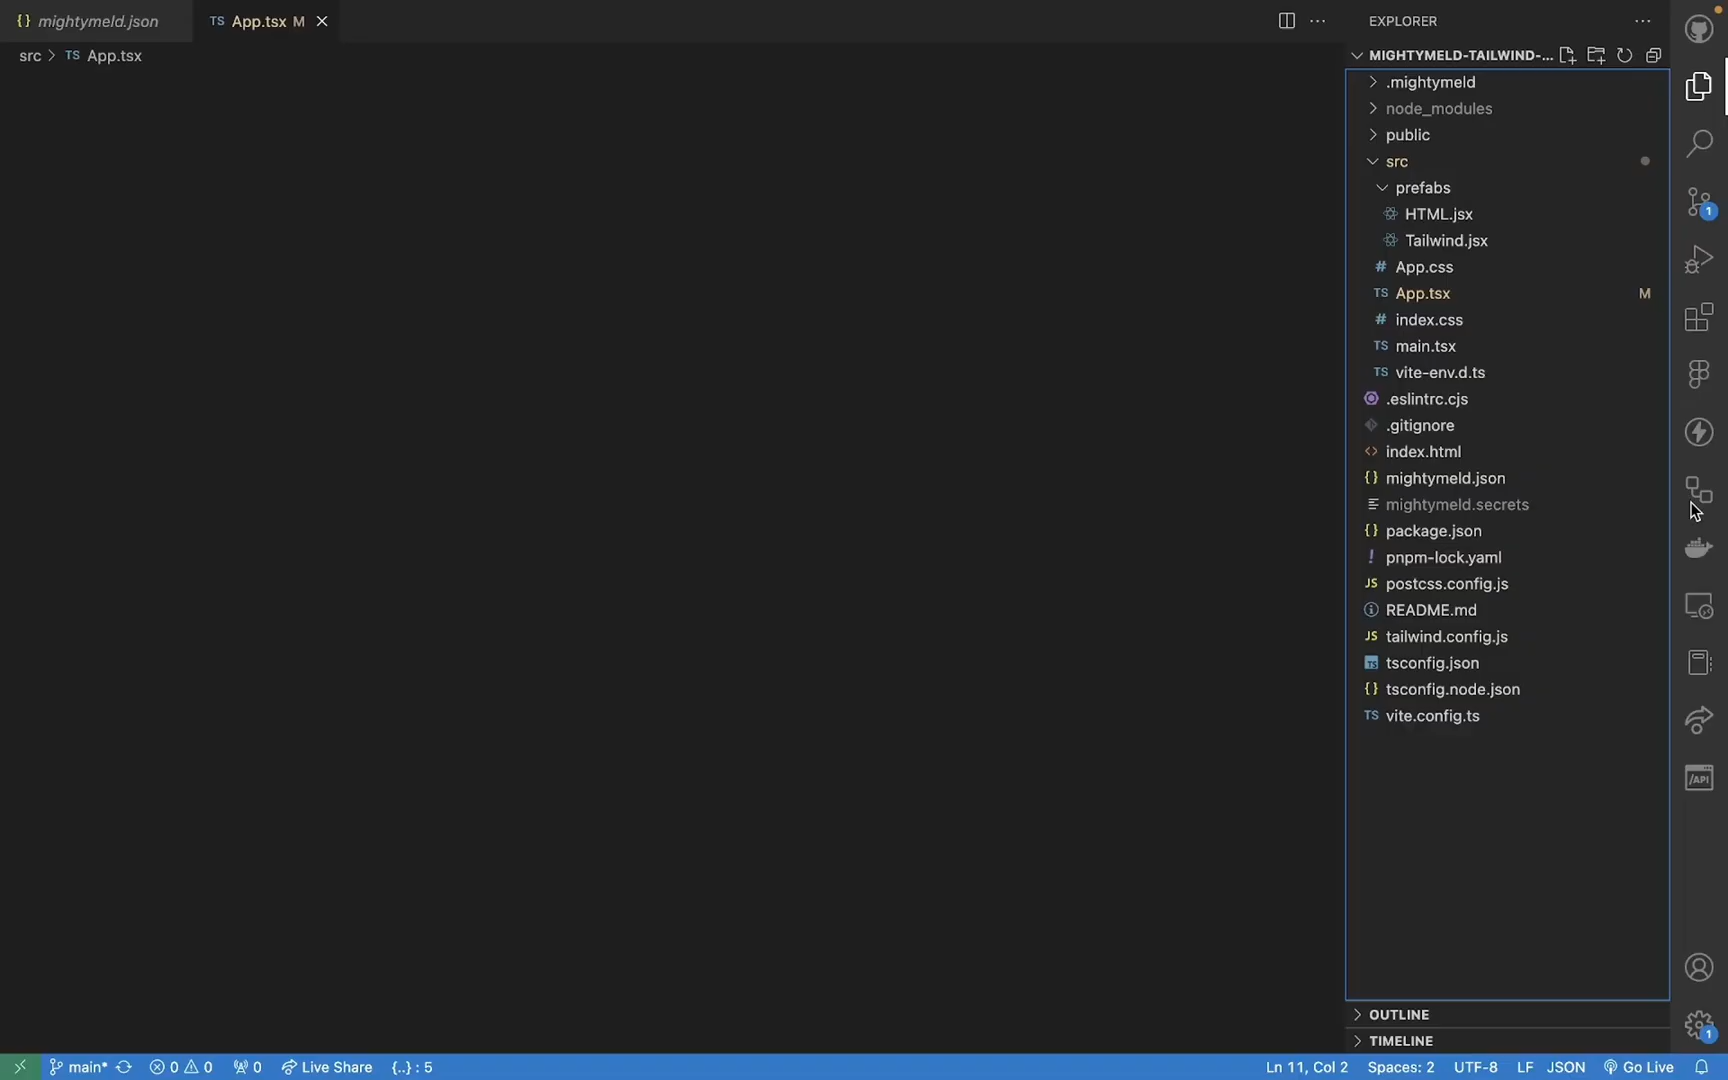 {} mightymeld.json
TS App.tsx M
src > TS App.tsx
EXPLORER
MIGHTYMELD-TAILWIND-...
.mightymeld
node_modules
public
src
prefabs
HTML.jsx
Tailwind.jsx
# App.css
TS App.tsx M
# index.css
TS main.tsx
TS vite-env.d.ts
.eslintrc.cjs
.gitignore
<> index.html
{} mightymeld.json
mightymeld.secrets
{} package.json
! pnpm-lock.yaml
JS postcss.config.js
README.md
JS tailwind.config.js
TS tsconfig.json
{} tsconfig.node.json
TS vite.config.ts
OUTLINE
TIMELINE
1
/API
1
main* 0 0 0 Live Share {..} : 5 Ln 11, Col 2 Spaces: 2 UTF-8 LF JSON Go Live